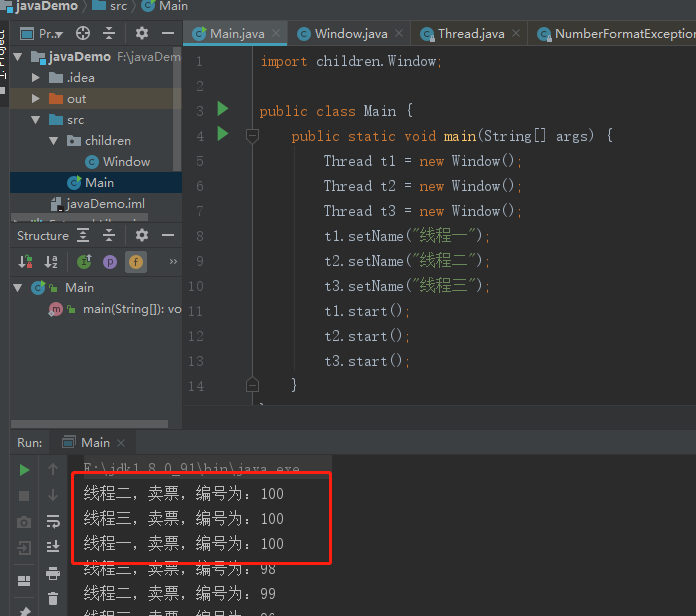 javaDemo src Main
Pr...
Main.java Window.java Thread.java NumberFormatException
Project
javaDemo F:\javaDem
.idea
out
src
children
Window
Main
javaDemo.iml
1 import children.Window;
2
3 public class Main {
4 public static void main(String[] args) {
5 Thread t1 = new Window();
6 Thread t2 = new Window();
7 Thread t3 = new Window();
8 t1.setName("线程一");
9 t2.setName("线程二");
10 t3.setName("线程三");
11 t1.start();
12 t2.start();
13 t3.start();
14 }
Structure
Main
main(String[]): vo
Run: Main
E:\jdk1.8.0_91\bin\java.exe
线程二，卖票，编号为：100
线程三，卖票，编号为：100
线程一，卖票，编号为：100
线程三，卖票，编号为：98
线程二，卖票，编号为：99